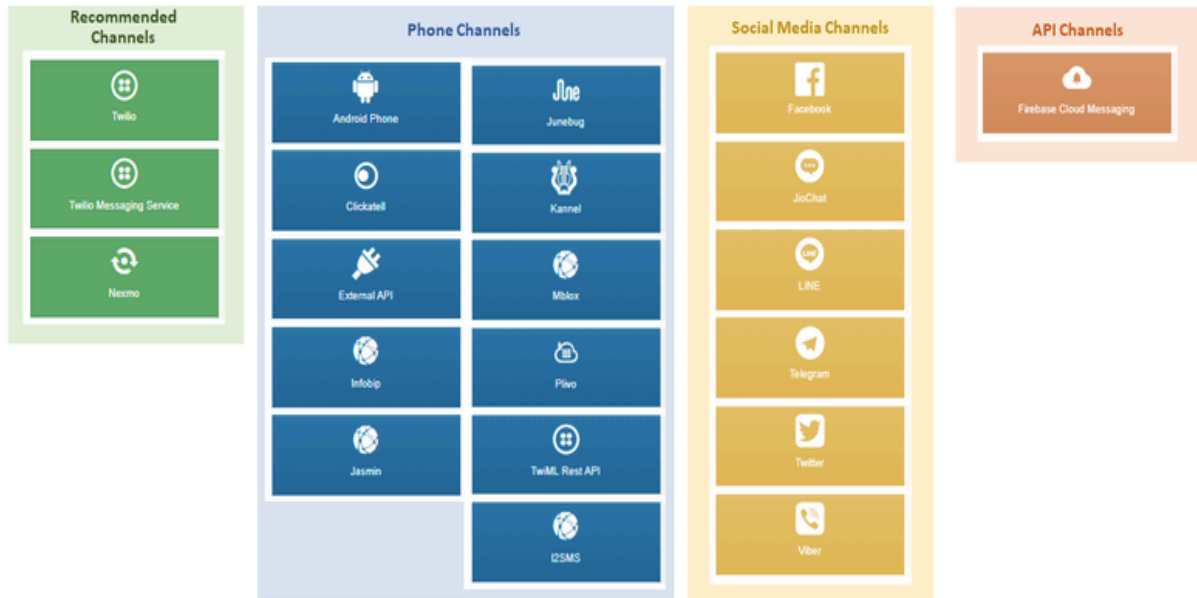 Recommended
Channels
Twilio
Twilio Messaging Service
Nexmo
Phone Channels
Android Phone
Clickatell
External API
Infobip
Jasmin
June
Junebug
Kannel
Mblox
Plivo
TwiML Rest API
I2SMS
Social Media Channels
Facebook
JioChat
LINE
LINE
Telegram
Twitter
Viber
API Channels
Firebase Cloud Messaging